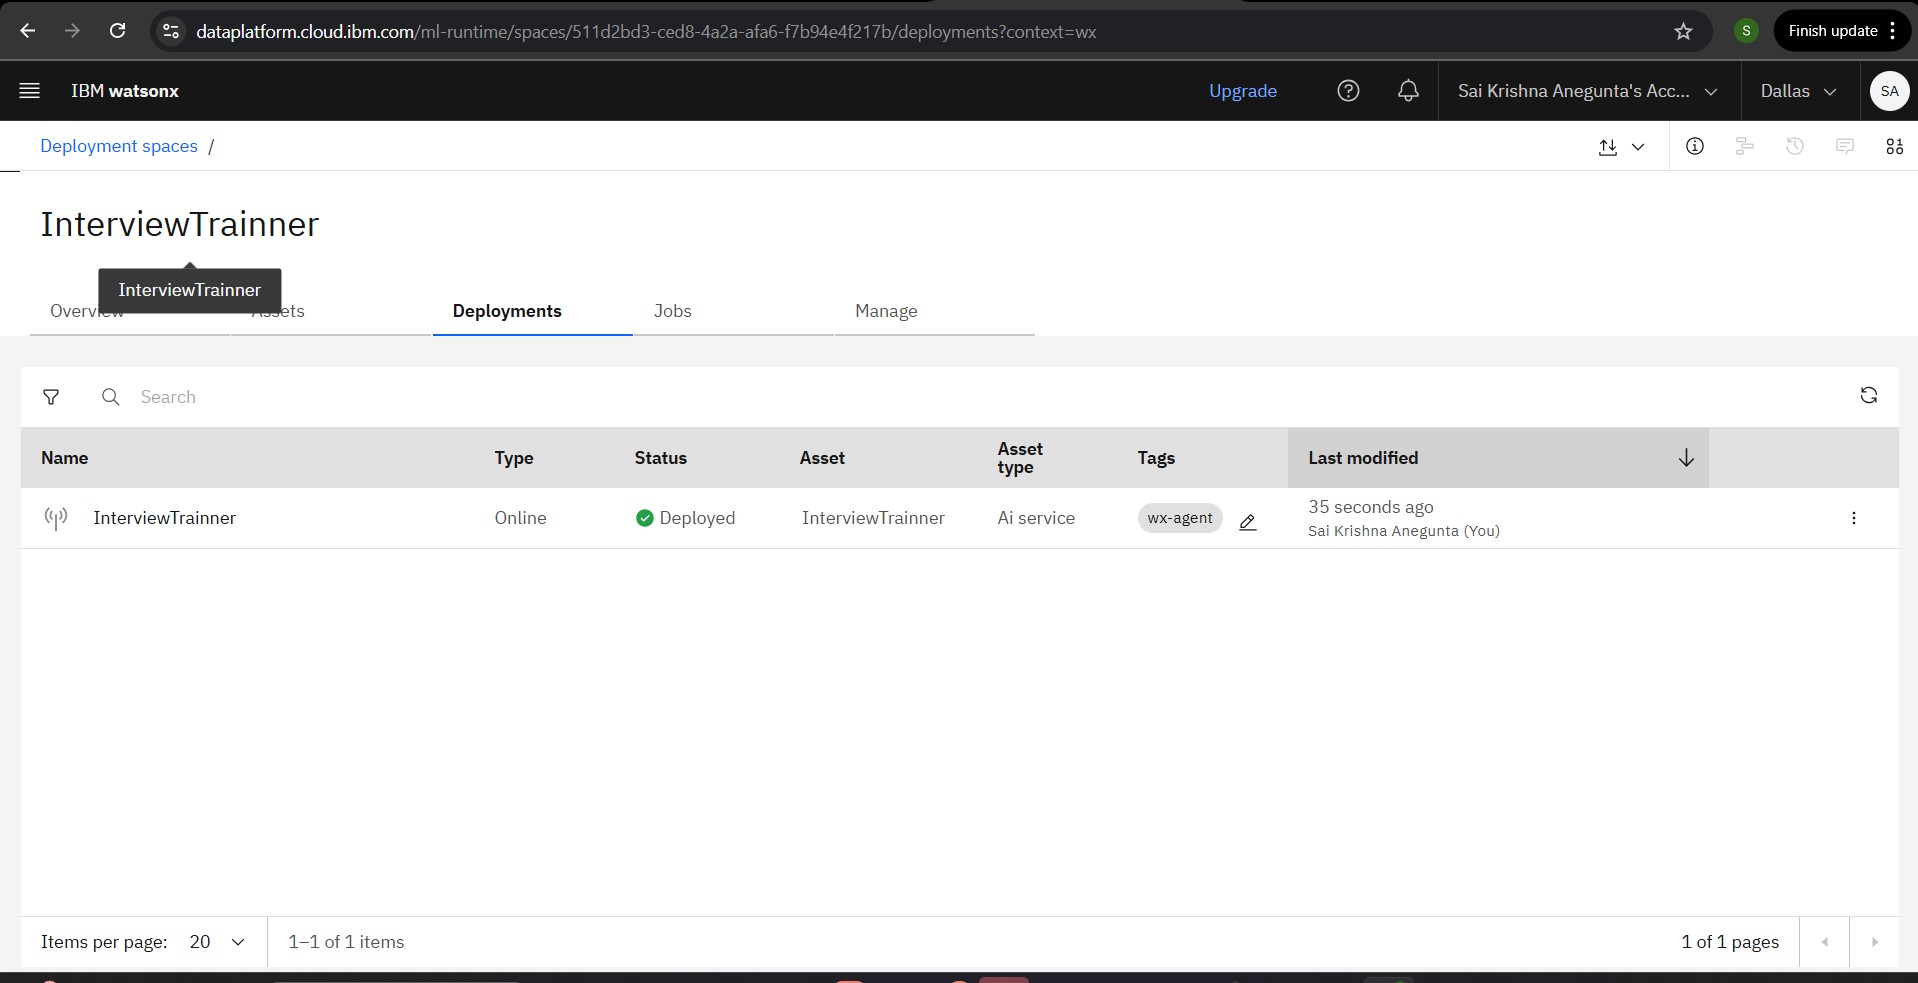 dataplatform.cloud.ibm.com/ml-runtime/spaces/511d2bd3-ced8-4a2a-afa6-f7b94e4f217b/deployments?context=wx
S
Finish update
IBM watsonx
Upgrade
Sai Krishna Anegunta's Acc...
Dallas
SA
Deployment spaces /
InterviewTrainner
InterviewTrainner
Overview
Assets
Deployments
Jobs
Manage
Search
Name
Type
Status
Asset
Asset type
Tags
Last modified
InterviewTrainner
Online
Deployed
InterviewTrainner
Ai service
wx-agent
35 seconds ago
Sai Krishna Anegunta (You)
Items per page: 20
1–1 of 1 items
1 of 1 pages